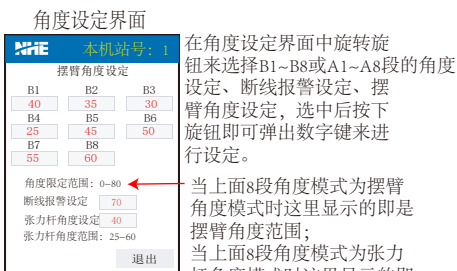 角度设定界面
NHE 本机站号: 1
摆臂角度设定
B1 B2 B3
40 35 30
B4 B5 B6
25 45 50
B7 B8
55 60
角度限定范围: 0-80
断线报警设定 70
张力杆角度设定 40
张力杆角度范围: 25-60
退出
在角度设定界面中旋转旋
钮来选择B1~B8或A1~A8段的角度
设定、断线报警设定、摆
臂角度设定，选中后按下
旋钮即可弹出数字键来进
行设定。
当上面8段角度模式为摆臂
角度模式时这里显示的即是
摆臂角度范围;
当上面8段角度模式为张力